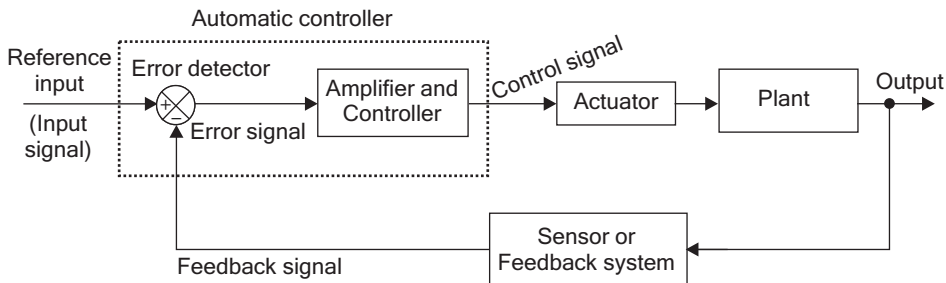 Automatic controller
Reference
input
(Input
signal)
Error detector
+
−
Error signal
Amplifier and
Controller
Control signal
Actuator
Plant
Output
Sensor or
Feedback system
Feedback signal